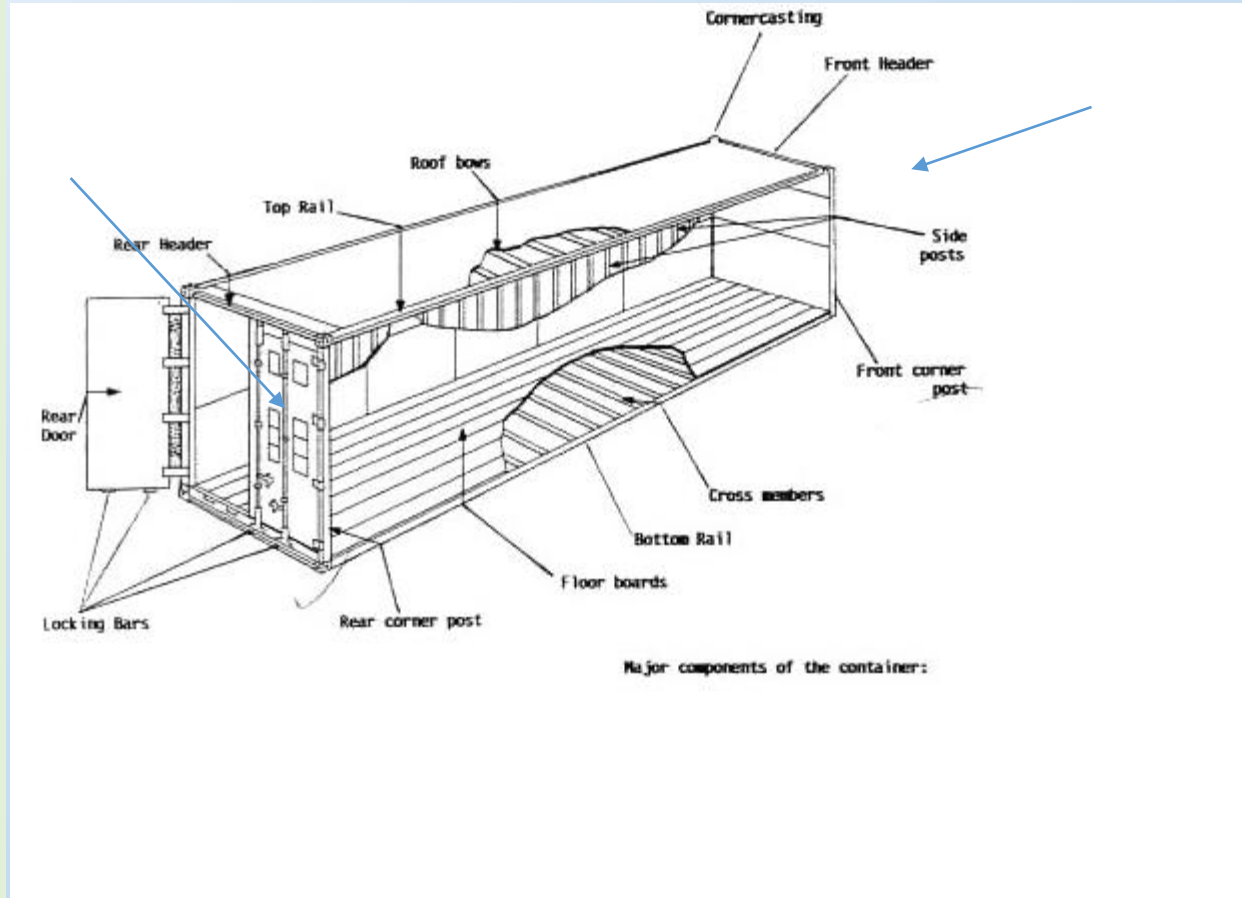 Cornercasting
Front Header
Roof bows
Top Rail
Rear Header
Side
posts
Front corner
post
Rear
Door
Cross members
Bottom Rail
Floor boards
Locking Bars
Rear corner post
Major components of the container: